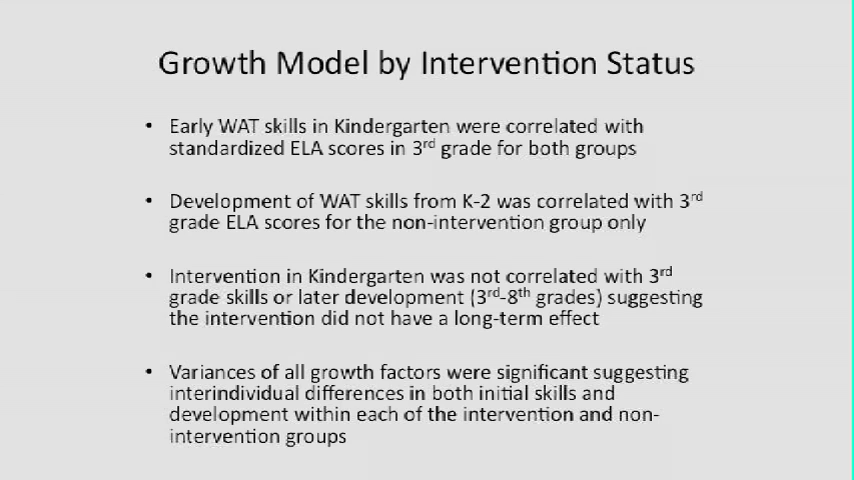 Growth Model by Intervention Status
• Early WAT skills in Kindergarten were correlated with
standardized ELA scores in 3rd grade for both groups
• Development of WAT skills from K-2 was correlated with 3rd
grade ELA scores for the non-intervention group only
• Intervention in Kindergarten was not correlated with 3rd
grade skills or later development (3rd-8th grades) suggesting
the intervention did not have a long-term effect
• Variances of all growth factors were significant suggesting
interindividual differences in both initial skills and
development within each of the intervention and non-
intervention groups